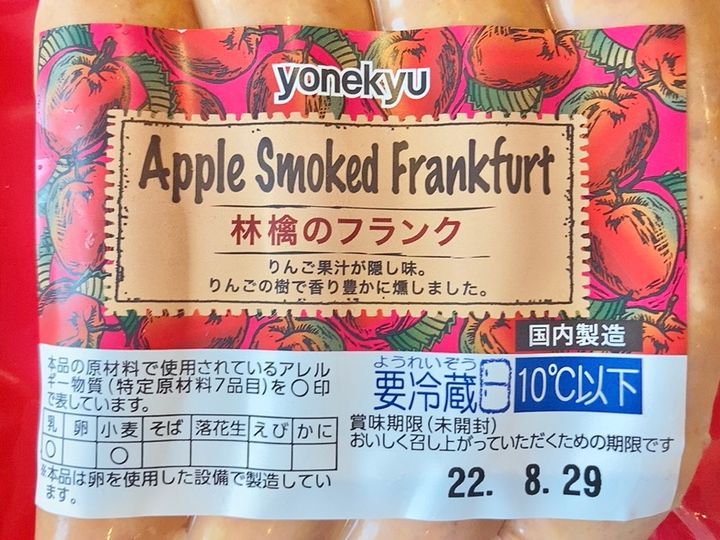 yonekyu
Apple Smoked Frankfurt
林檎のフランク
りんご果汁が隠し味。
りんごの樹で香り豊かに燻しました。
国内製造
本品の原材料で使用されているアレル
ギー物質(特定原材料7品目)を○印
で表しています。
乳 卵 小麦 そば 落花生 えび かに
○ ○
※本品は卵を使用した設備で製造してい
ます。
ようれいぞう
要冷蔵 10℃以下
賞味期限(未開封)
おいしく召し上がっていただくための期限です
22. 8.29